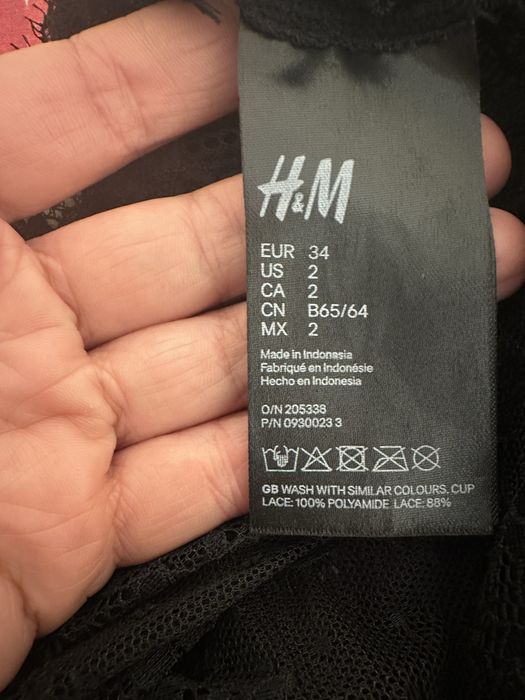 H&M
EUR 34
US 2
CA 2
CN B65/64
MX 2
Made in Indonesia
Fabriqué en Indonésie
Hecho en Indonesia
O/N 205338
P/N 0930023 3
GB WASH WITH SIMILAR COLOURS. CUP
LACE: 100% POLYAMIDE LACE: 88%